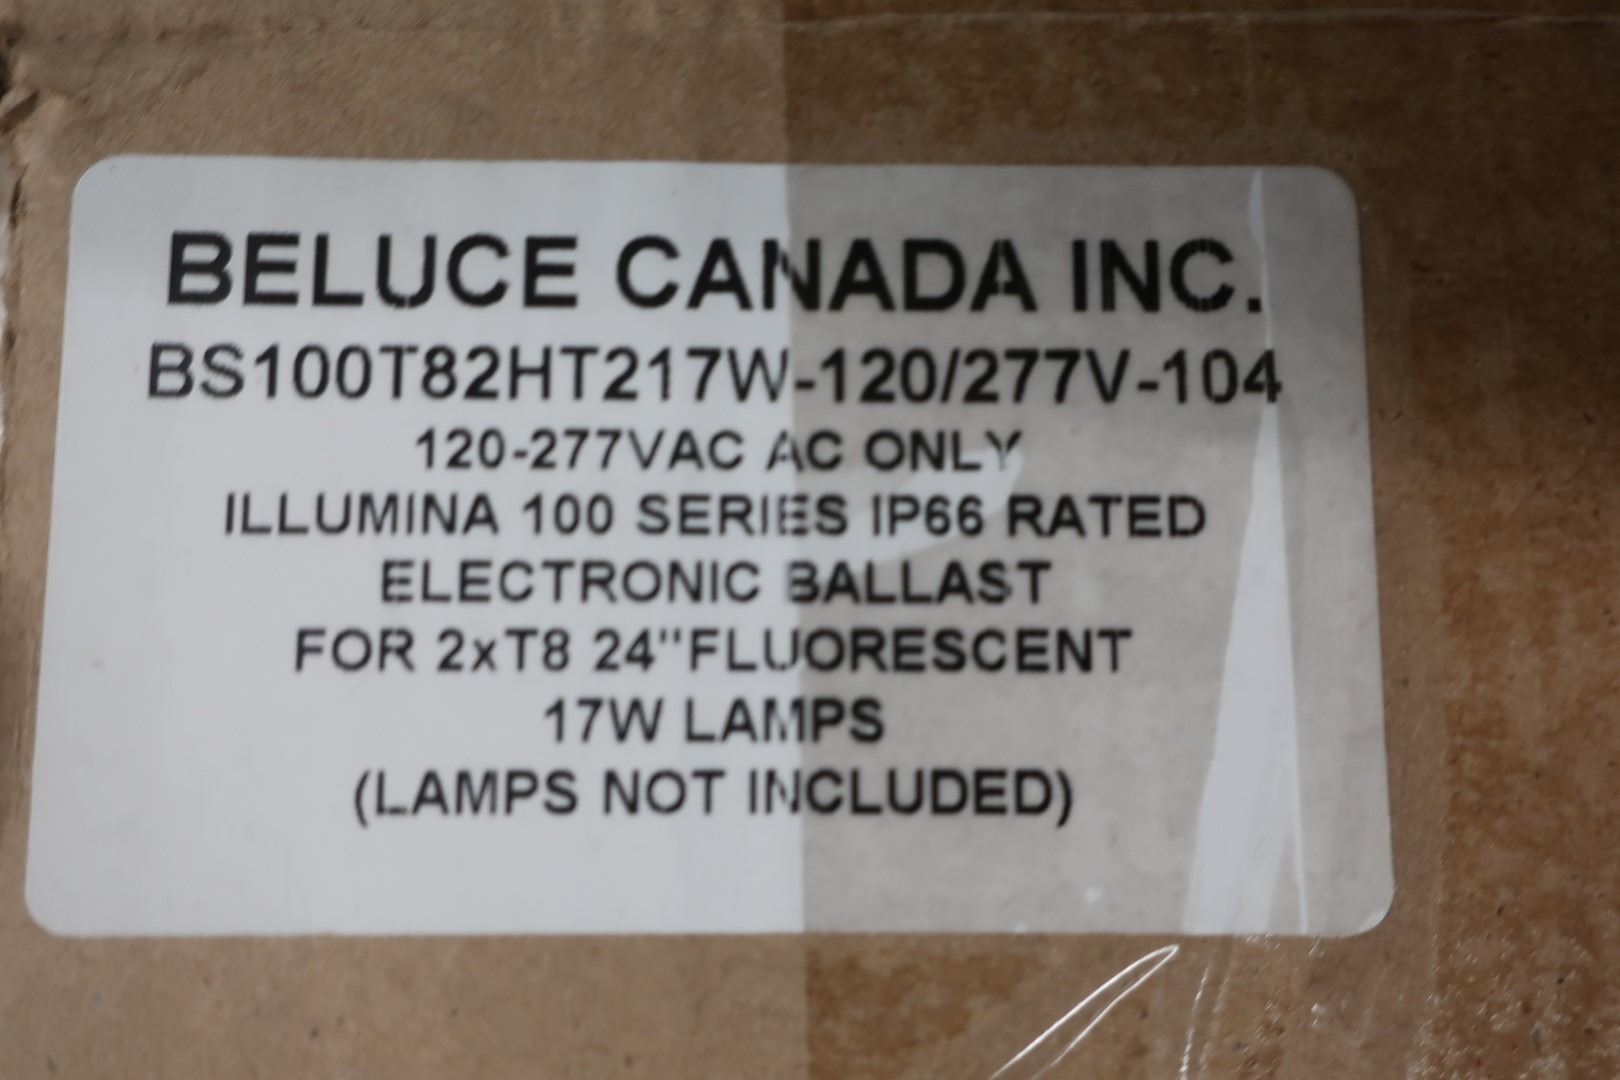 BELUCE CANADA INC.
BS100T82HT217W-120/277V-104
120-277VAC AC ONLY
ILLUMINA 100 SERIES IP66 RATED
ELECTRONIC BALLAST
FOR 2xT8 24"FLUORESCENT
17W LAMPS
(LAMPS NOT INCLUDED)